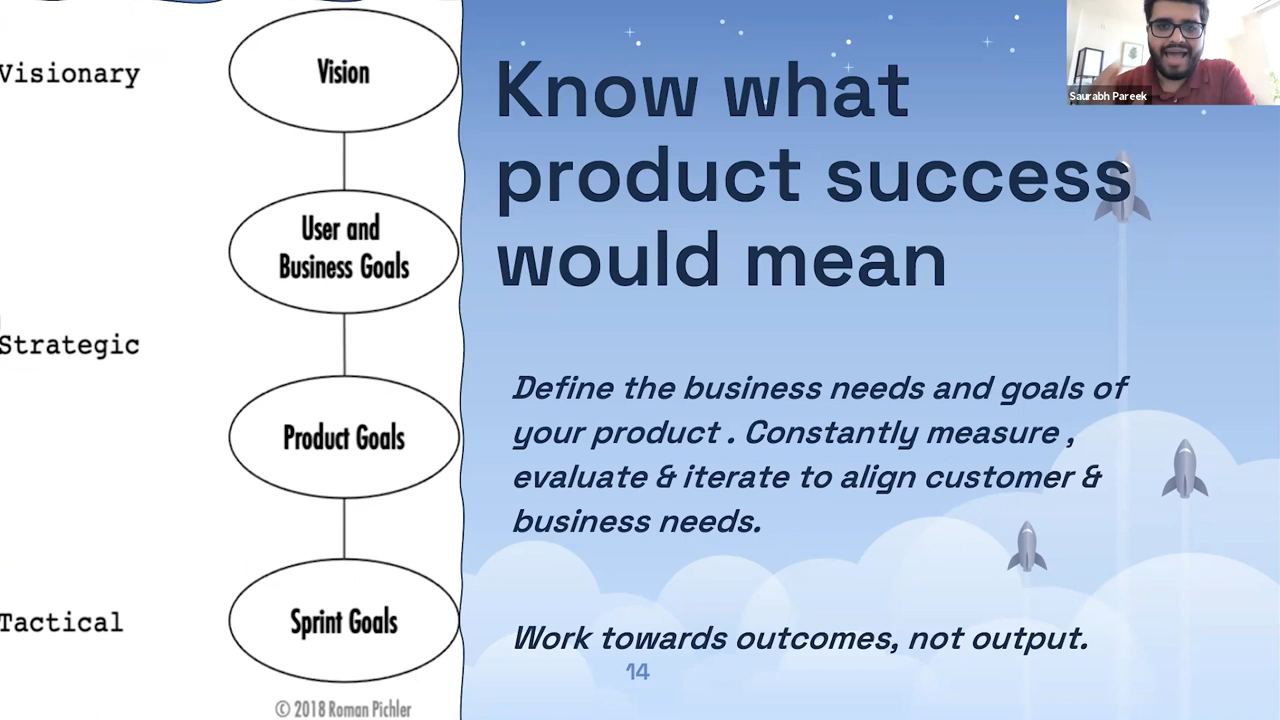 Visionary
Vision
User and
Business Goals
Strategic
Product Goals
Tactical
Sprint Goals
© 2018 Roman Pichler
Know what
product success
would mean
Define the business needs and goals of
your product . Constantly measure ,
evaluate & iterate to align customer &
business needs.
Work towards outcomes, not output.
14
Saurabh Pareek